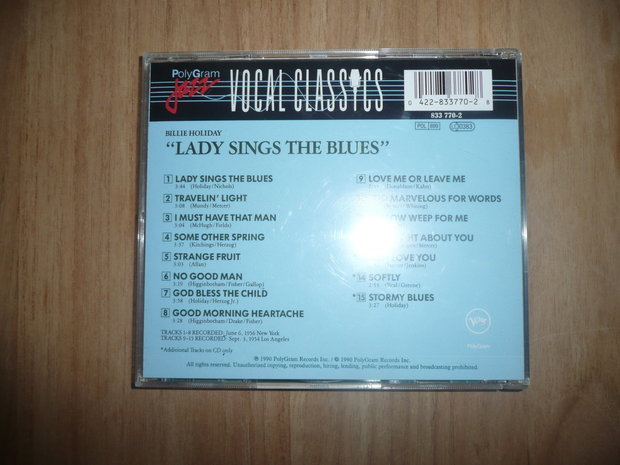 PolyGram
Jazz
VOCAL CLASSICS
0 422-833770-2 8
833 770-2
POL 899
0383
BILLIE HOLIDAY
"LADY SINGS THE BLUES"
1 LADY SINGS THE BLUES
3:44 (Holiday/Nichols)
2 TRAVELIN' LIGHT
3:08 (Mundy/Mercer)
3 I MUST HAVE THAT MAN
3:04 (McHugh/Fields)
4 SOME OTHER SPRING
3:37 (Kitchings/Herzog)
5 STRANGE FRUIT
3:03 (Allan)
6 NO GOOD MAN
3:19 (Higginbotham/Fisher/Gallop)
7 GOD BLESS THE CHILD
3:58 (Holiday/Herzog Jr.)
8 GOOD MORNING HEARTACHE
3:28 (Higginbotham/Drake/Fisher)
TRACKS 1-8 RECORDED: June 6, 1956 New York
TRACKS 9-15 RECORDED: Sept. 3, 1954 Los Angeles
*Additional Tracks on CD only
9 LOVE ME OR LEAVE ME
(Donaldson/Kahn)
MARVELOUS FOR WORDS
WEEP FOR ME
ABOUT YOU
LOVE YOU
*14 SOFTLY
*15 STORMY BLUES
3:27 (Holiday)
Verve
PolyGram
℗ 1990 PolyGram Records Inc. / © 1990 PolyGram Records Inc.
All rights reserved. Unauthorized copying, reproduction, hiring, lending, public performance and broadcasting prohibited.